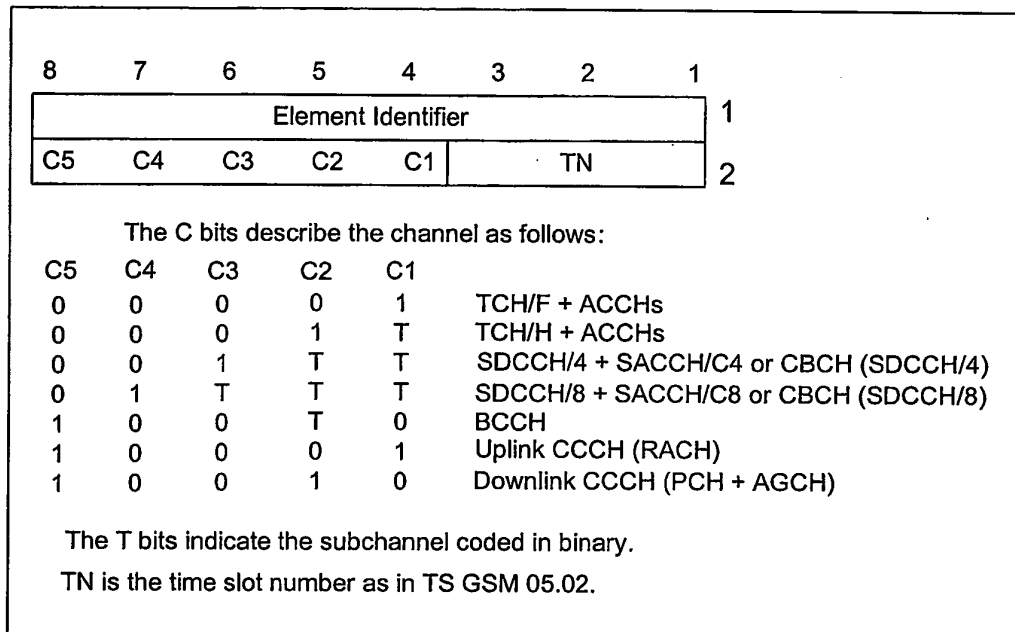 8 7 6 5 4 3 2 1
Element Identifier 1
C5 C4 C3 C2 C1 TN 2
The C bits describe the channel as follows:
C5 C4 C3 C2 C1
0 0 0 0 1 TCH/F + ACCHs
0 0 0 1 T TCH/H + ACCHs
0 0 1 T T SDCCH/4 + SACCH/C4 or CBCH (SDCCH/4)
0 1 T T T SDCCH/8 + SACCH/C8 or CBCH (SDCCH/8)
1 0 0 T 0 BCCH
1 0 0 0 1 Uplink CCCH (RACH)
1 0 0 1 0 Downlink CCCH (PCH + AGCH)
The T bits indicate the subchannel coded in binary.
TN is the time slot number as in TS GSM 05.02.